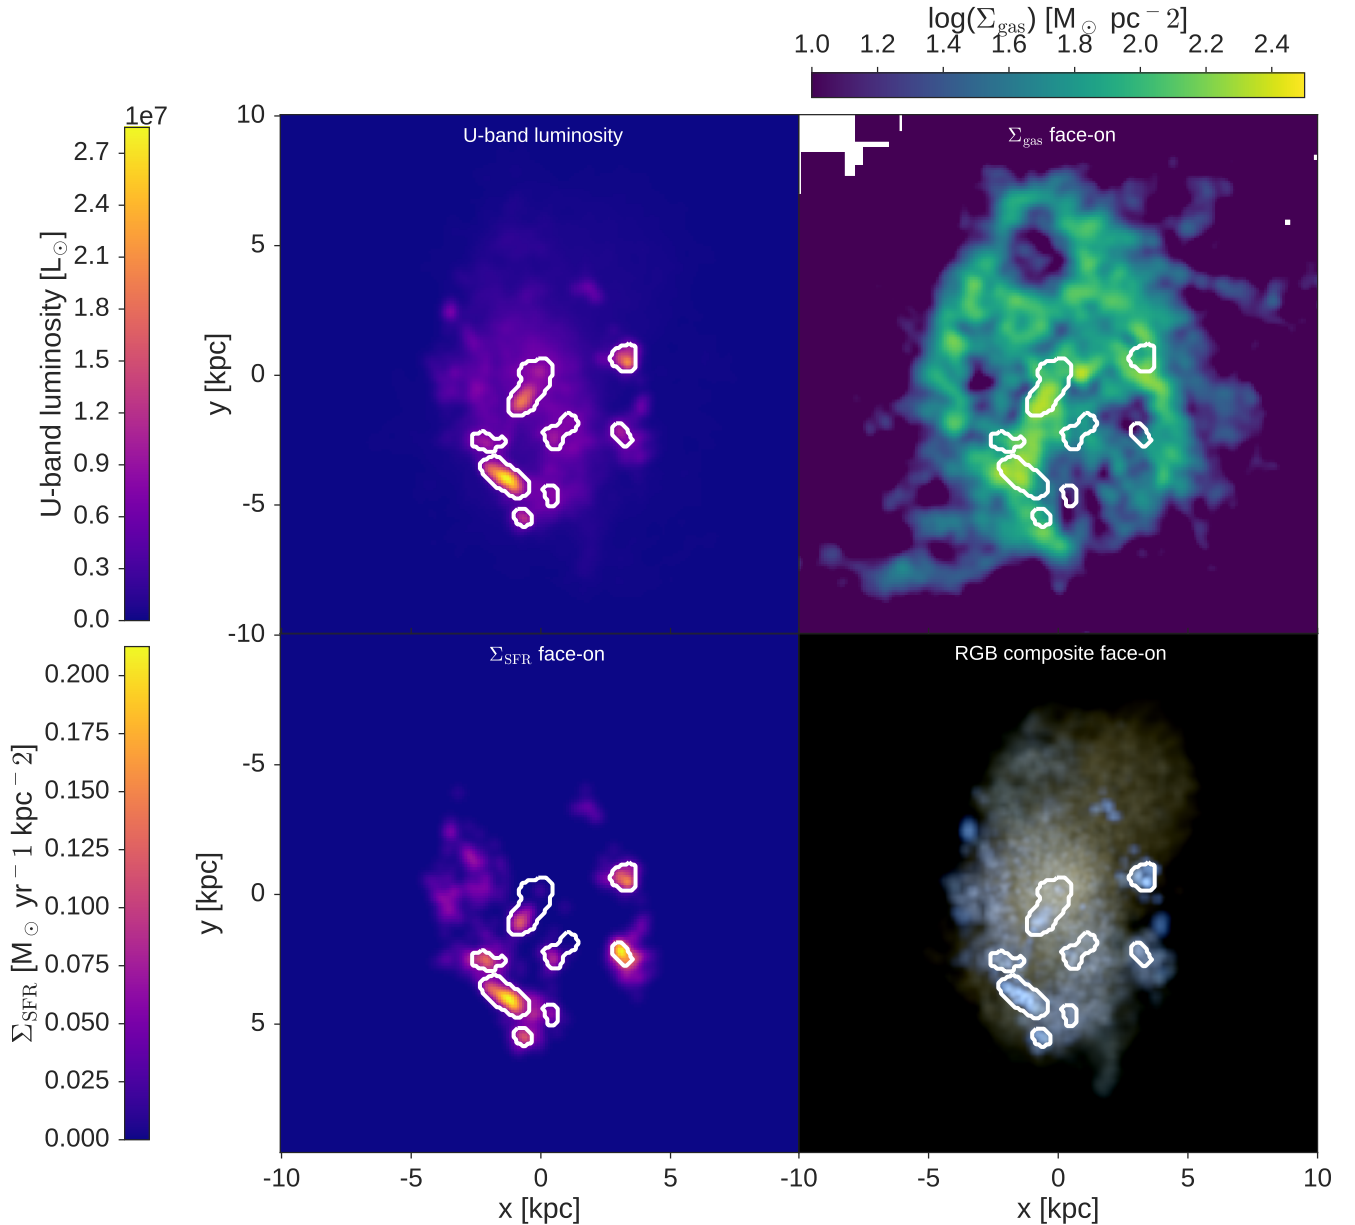 log(Σgas) [M⊙ pc−2]
1.0 1.2 1.4 1.6 1.8 2.0 2.2 2.4
1e7
U-band luminosity [L⊙]
2.7
2.4
2.1
1.8
1.5
1.2
0.9
0.6
0.3
0.0
y [kpc]
10
5
0
-5
-10
U-band luminosity
Σgas face-on
ΣSFR [M⊙ yr−1 kpc−2]
0.200
0.175
0.150
0.125
0.100
0.075
0.050
0.025
0.000
y [kpc]
-5
0
5
ΣSFR face-on
RGB composite face-on
-10 -5 0 5 -10 -5 0 5 10
x [kpc] x [kpc]